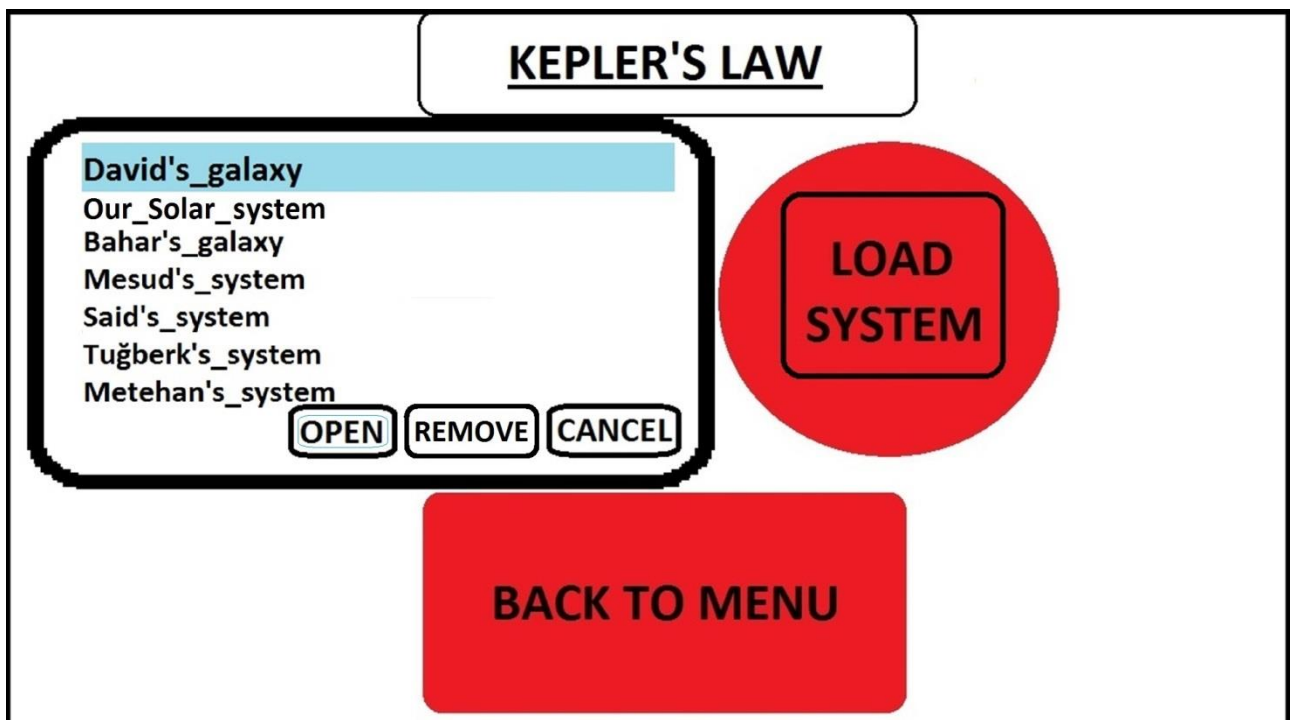 KEPLER'S LAW
David's_galaxy
Our_Solar_system
Bahar's_galaxy
Mesud's_system
Said's_system
Tuğberk's_system
Metehan's_system
OPEN REMOVE CANCEL
LOAD
SYSTEM
BACK TO MENU